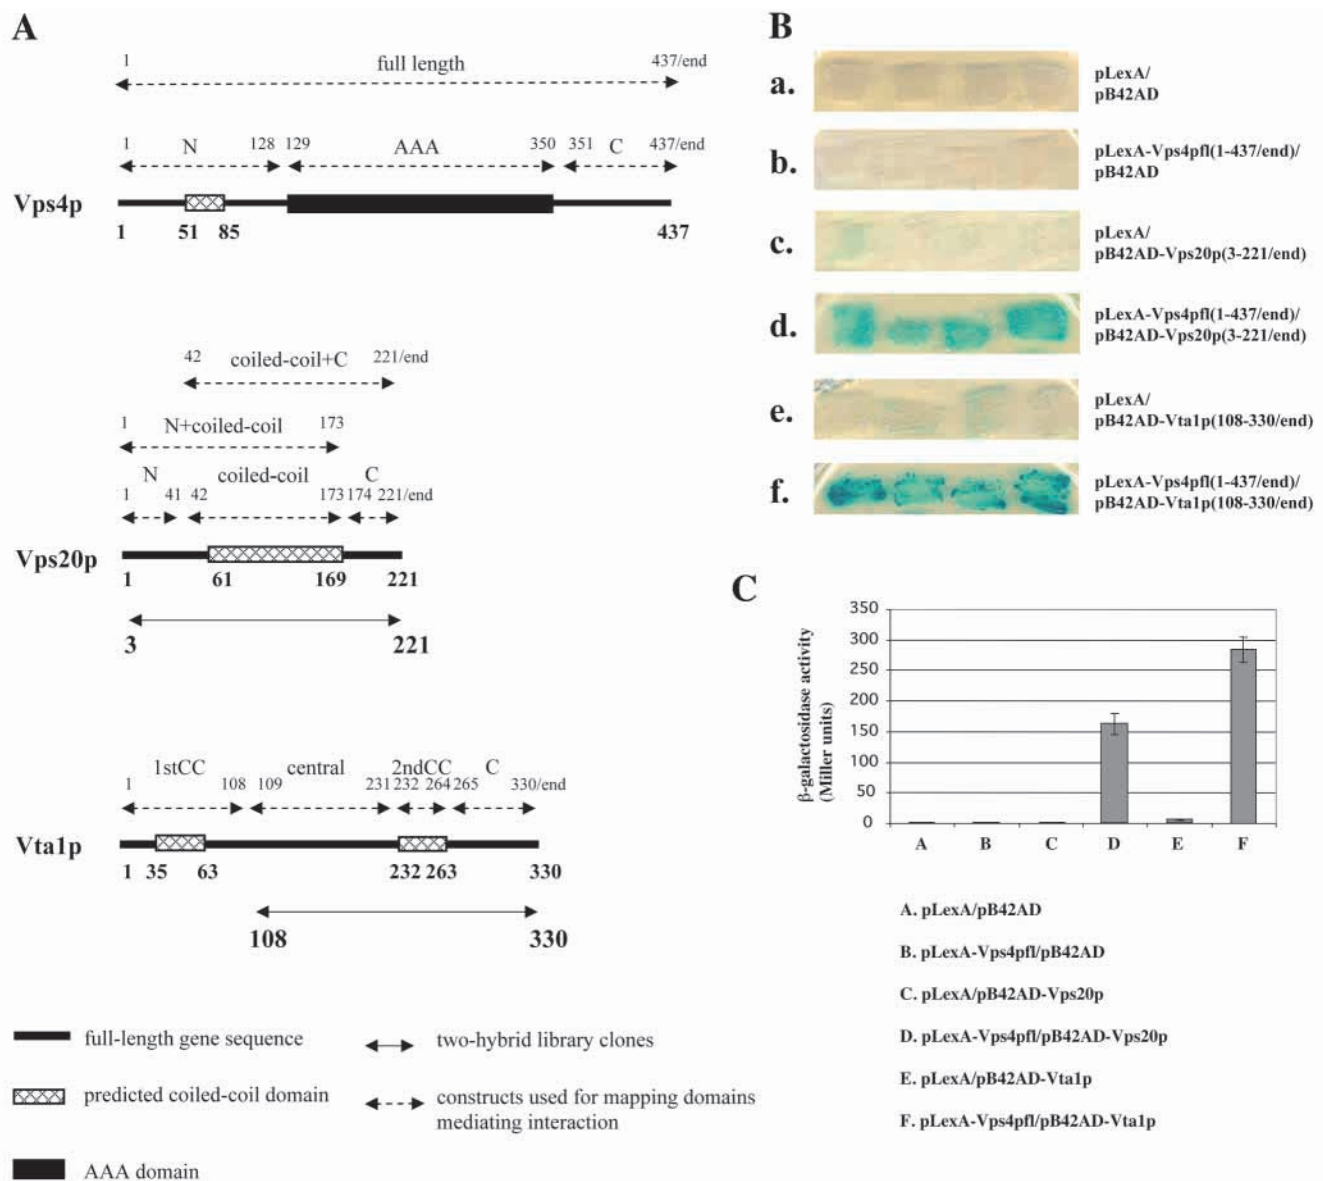 A
1 full length 437/end
1 N 128 129 AAA 350 351 C 437/end
Vps4p
1 51 85 437
42 coiled-coil+C 221/end
1 N+coiled-coil 173
N coiled-coil C
1 41 42 173 174 221/end
Vps20p
1 61 169 221
3 221
1stCC central 2ndCC C
1 108 109 231 232 264 265 330/end
Vta1p
1 35 63 232 263 330
108 330
full-length gene sequence
two-hybrid library clones
predicted coiled-coil domain
constructs used for mapping domains
mediating interaction
AAA domain
B
a.
pLexA/
pB42AD
b.
pLexA-Vps4pfl(1-437/end)/
pB42AD
c.
pLexA/
pB42AD-Vps20p(3-221/end)
d.
pLexA-Vps4pfl(1-437/end)/
pB42AD-Vps20p(3-221/end)
e.
pLexA/
pB42AD-Vta1p(108-330/end)
f.
pLexA-Vps4pfl(1-437/end)/
pB42AD-Vta1p(108-330/end)
C
β-galactosidase activity
(Miller units)
350
300
250
200
150
100
50
0
A B C D E F
A. pLexA/pB42AD
B. pLexA-Vps4pfl/pB42AD
C. pLexA/pB42AD-Vps20p
D. pLexA-Vps4pfl/pB42AD-Vps20p
E. pLexA/pB42AD-Vta1p
F. pLexA-Vps4pfl/pB42AD-Vta1p